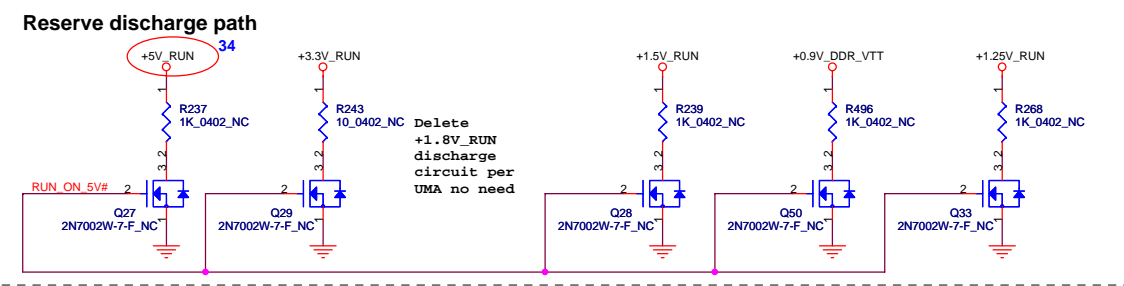 Reserve discharge path
34
+5V_RUN
+3.3V_RUN
+1.5V_RUN
+0.9V_DDR_VTT
+1.25V_RUN
1
1
1
1
1
R237
1K_0402_NC
R243
10_0402_NC
Delete
+1.8V_RUN
discharge
circuit per
UMA no need
R239
1K_0402_NC
R496
1K_0402_NC
R268
1K_0402_NC
3 2
3 2
3 2
3 2
3 2
RUN_ON_5V#
2
2
2
2
2
1
1
1
1
1
Q27
2N7002W-7-F_NC
Q29
2N7002W-7-F_NC
Q28
2N7002W-7-F_NC
Q50
2N7002W-7-F_NC
Q33
2N7002W-7-F_NC